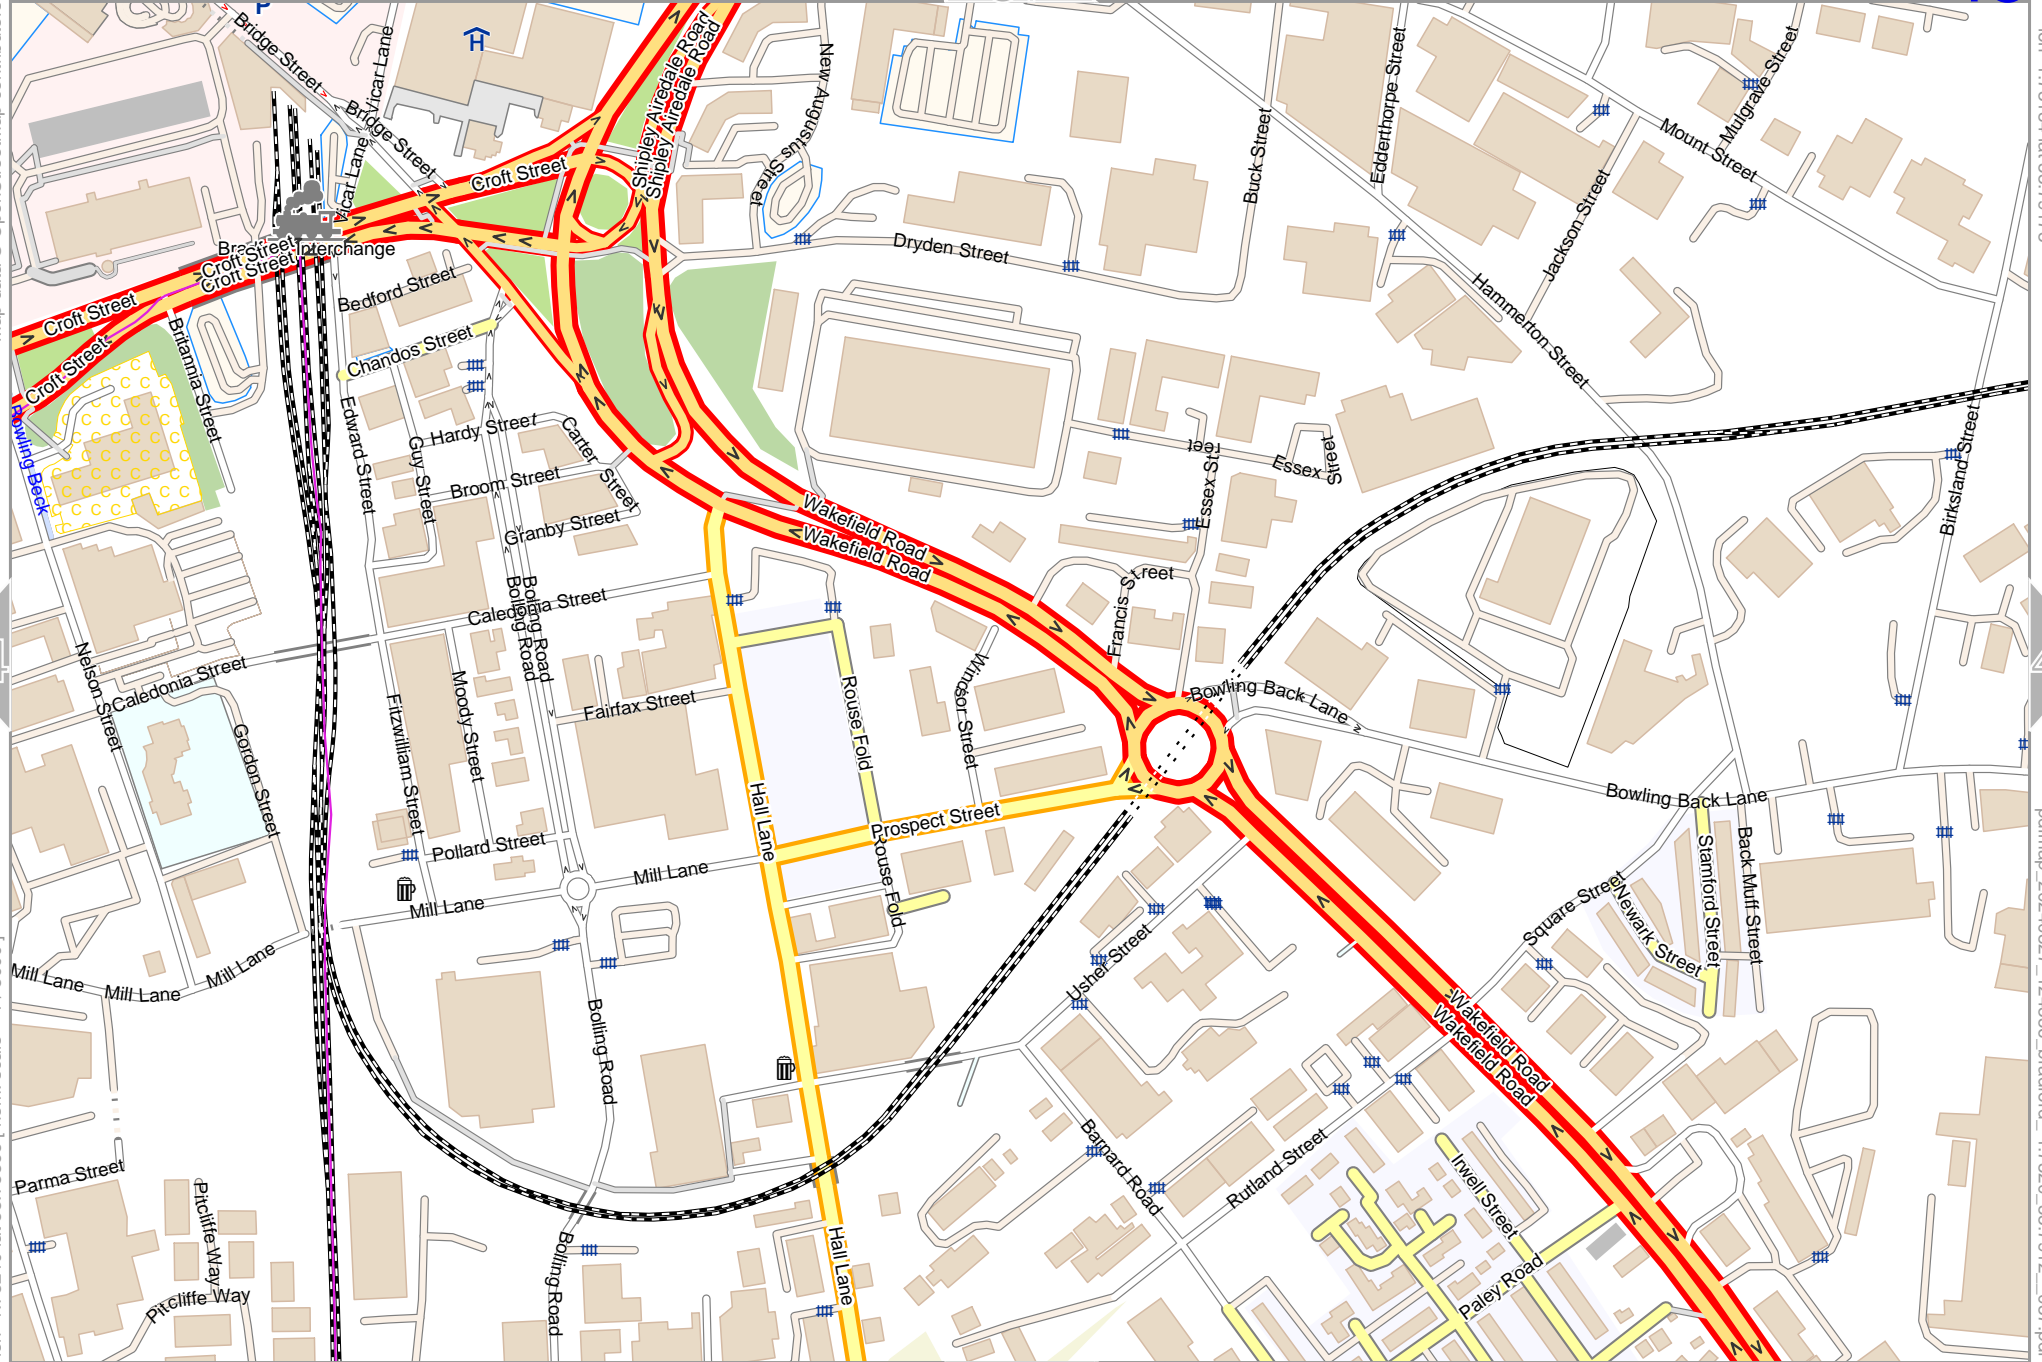 P
Bridge Street
Vicar Lane
Bridge Street
H
Croft Street
Shipley Airedale Road
Shipley Airedale Road
New Augustus Street
Buck Street
Edderthorpe Street
Mulgrave Street
Mount Street
Jackson Street
Vicar Lane
Interchange
Croft Street
Croft Street
Dryden Street
Hammerton Street
Bedford Street
Croft Street
Britannia Street
Chandos Street
Croft Street
Bowling Beck
Edward Street
Guy Street
Hardy Street
Carter Street
Broom Street
Granby Street
Wakefield Road
Wakefield Road
Essex Street
Essex Street
Birksland Street
Francis Street
Bolling Road
Bolling Road
Caledonia Street
Nelson Street
Caledonia Street
Gordon Street
Fitzwilliam Street
Moody Street
Fairfax Street
Rouse Fold
Winsor Street
Bowling Back Lane
Bowling Back Lane
Hall Lane
Prospect Street
Rouse Fold
Pollard Street
Mill Lane
Mill Lane
Mill Lane
Mill Lane
Mill Lane
Stamford Street
Back Muff Street
Newark Street
Square Street
Usher Street
Wakefield Road
Wakefield Road
Bolling Road
Barnard Road
Rutland Street
Irwell Street
Paley Road
Parma Street
Pitcliffe Way
Pitcliffe Way
Bolling Road
Hall Lane